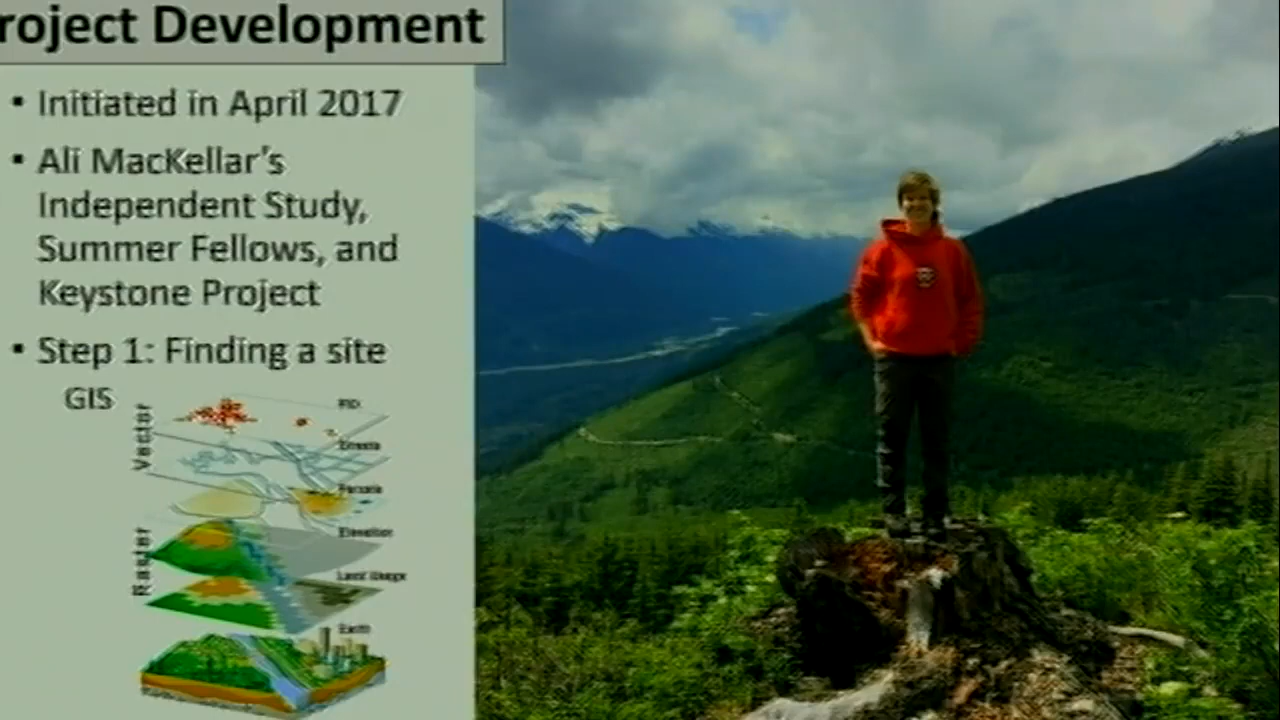 roject Development
▪ Initiated in April 2017
▪ Ali MacKellar's
Independent Study,
Summer Fellows, and
Keystone Project
▪ Step 1: Finding a site
GIS
Vector
Streets
Parcels
Raster
Elevation
Land Usage
Earth